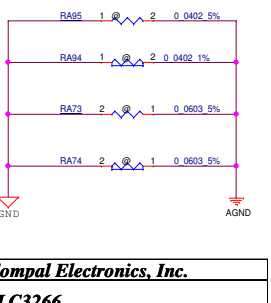 RA95 1 @ 2 0_0402_5%
RA94 1 @ 2 0_0402_1%
RA73 2 @ 1 0_0603_5%
RA74 2 @ 1 0_0603_5%
GND AGND
ompal Electronics, Inc.
LC3266